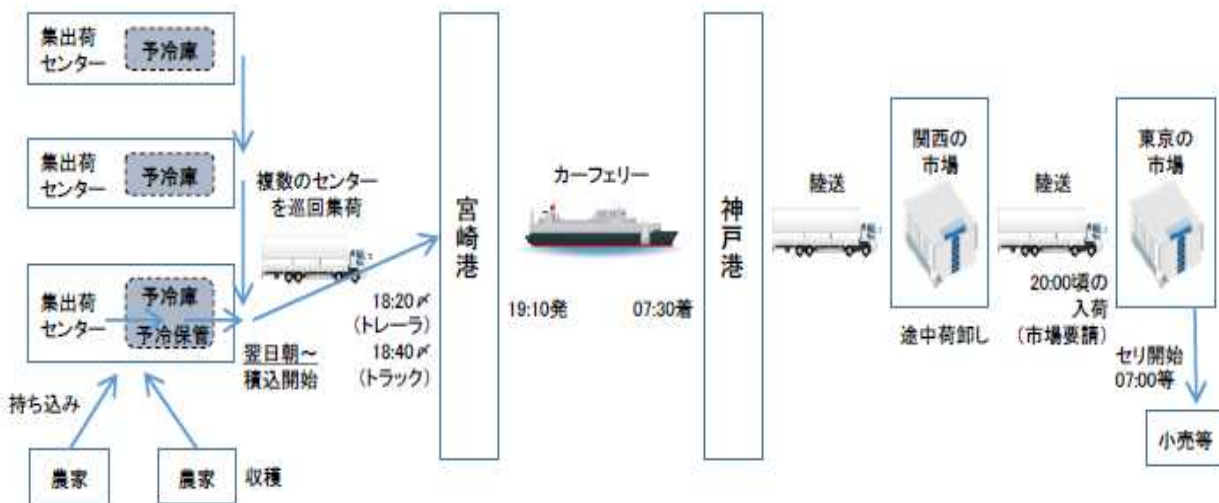 集出荷
センター
予冷庫
集出荷
センター
予冷庫
複数のセンター
を巡回集荷
集出荷
センター
予冷庫
予冷保管
翌日朝～
積込開始
18:20〆
(トレーラ)
18:40〆
(トラック)
持ち込み
農家
農家
収穫
宮崎港
カーフェリー
19:10発
07:30着
神戸港
陸送
関西の
市場
途中荷卸し
陸送
20:00頃の
入荷
(市場要請)
東京の
市場
セリ開始
07:00等
小売等